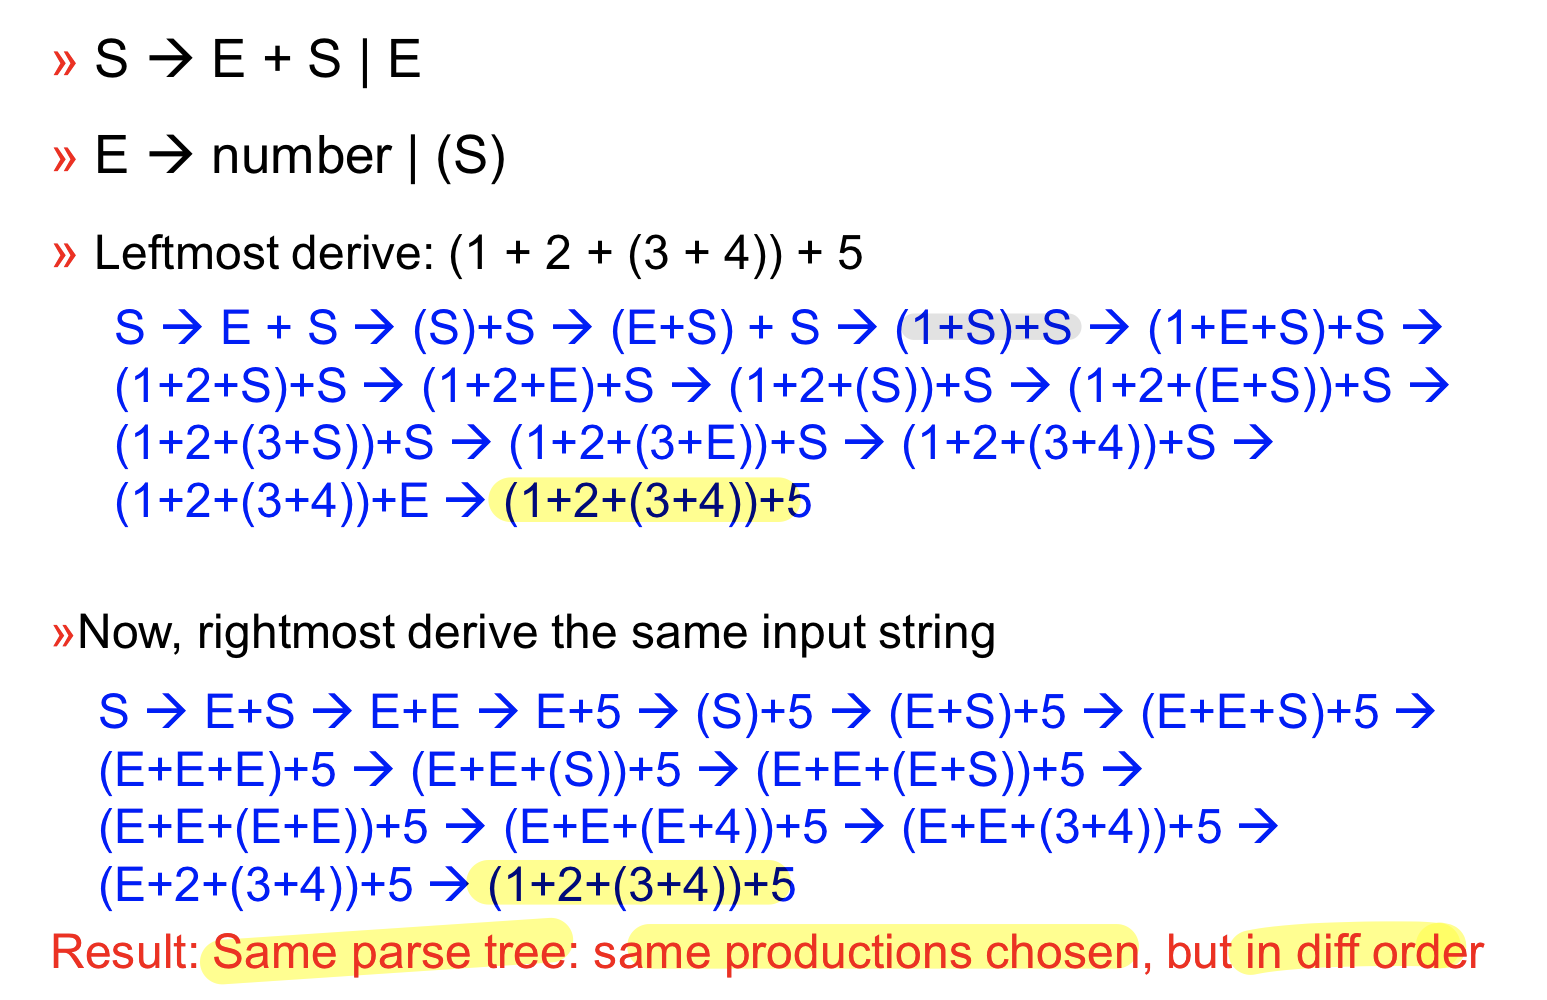 » S → E + S | E
» E → number | (S)
» Leftmost derive: (1 + 2 + (3 + 4)) + 5
S → E + S → (S)+S → (E+S) + S → (1+S)+S → (1+E+S)+S →
(1+2+S)+S → (1+2+E)+S → (1+2+(S))+S → (1+2+(E+S))+S →
(1+2+(3+S))+S → (1+2+(3+E))+S → (1+2+(3+4))+S →
(1+2+(3+4))+E → (1+2+(3+4))+5
»Now, rightmost derive the same input string
S → E+S → E+E → E+5 → (S)+5 → (E+S)+5 → (E+E+S)+5 →
(E+E+E)+5 → (E+E+(S))+5 → (E+E+(E+S))+5 →
(E+E+(E+E))+5 → (E+E+(E+4))+5 → (E+E+(3+4))+5 →
(E+2+(3+4))+5 → (1+2+(3+4))+5
Result: Same parse tree: same productions chosen, but in diff order